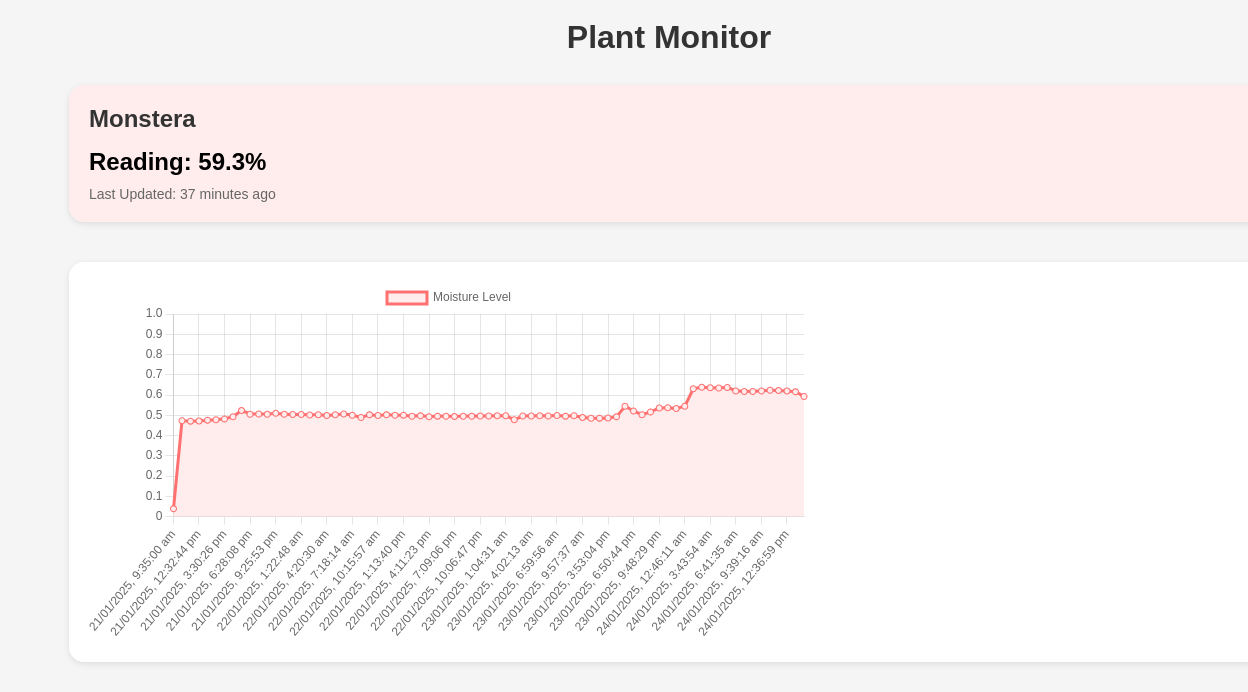 Plant Monitor
Monstera
Reading: 59.3%
Last Updated: 37 minutes ago
Moisture Level
1.0
0.9
0.8
0.7
0.6
0.5
0.4
0.3
0.2
0.1
0
21/01/2025, 9:35:00 am
21/01/2025, 12:32:44 pm
21/01/2025, 3:30:26 pm
21/01/2025, 6:28:08 pm
21/01/2025, 9:25:53 pm
22/01/2025, 1:22:48 am
22/01/2025, 4:20:30 am
22/01/2025, 7:18:14 am
22/01/2025, 10:15:57 am
22/01/2025, 1:13:40 pm
22/01/2025, 4:11:23 pm
22/01/2025, 7:09:06 pm
22/01/2025, 10:06:47 pm
23/01/2025, 1:04:31 am
23/01/2025, 4:02:13 am
23/01/2025, 6:59:56 am
23/01/2025, 9:57:37 am
23/01/2025, 3:53:04 pm
23/01/2025, 6:50:44 pm
23/01/2025, 9:48:29 pm
24/01/2025, 12:46:11 am
24/01/2025, 3:43:54 am
24/01/2025, 6:41:35 am
24/01/2025, 9:39:16 am
24/01/2025, 12:36:59 pm